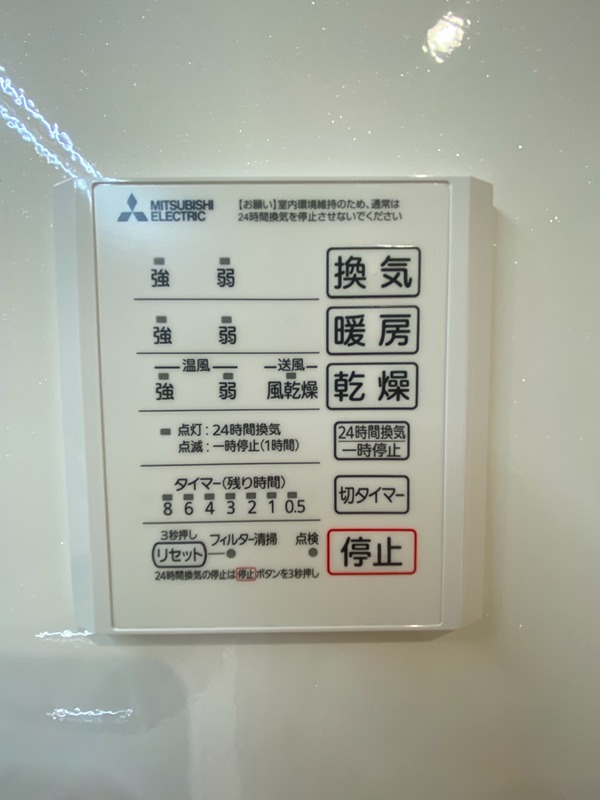 MITSUBISHI
ELECTRIC
【お願い】室内環境維持のため、通常は
24時間換気を停止させないでください
強 弱 換気
強 弱 暖房
温風 送風
強 弱 風乾燥 乾燥
点灯:24時間換気
点滅:一時停止(1時間)
24時間換気
一時停止
タイマー(残り時間)
8 6 4 3 2 1 0.5
切タイマー
3秒押し
リセット フィルター清掃 点検
停止
24時間換気の停止は停止ボタンを3秒押し